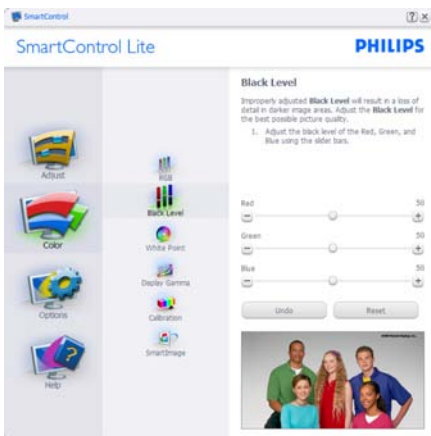 SmartControl
SmartControl Lite
PHILIPS
Adjust
Color
Options
Help
RGB
Black Level
White Point
Display Gamma
Calibration
SmartImage
Black Level
Improperly adjusted Black Level will result in a loss of
detail in darker image areas. Adjust the Black Level for
the best possible picture quality.
1. Adjust the black level of the Red, Green, and
Blue using the slider bars.
Red 50
Green 50
Blue 50
Undo Reset